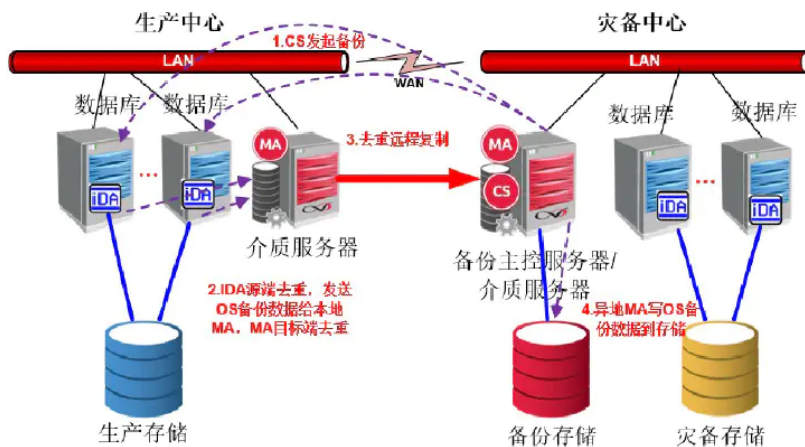 生产中心
灾备中心
1.CS发起备份
LAN
LAN
WAN
数据库
数据库
数据库
数据库
MA
3.去重远程复制
MA
CS
iDA
...
iDA
iDA
...
iDA
介质服务器
备份主控服务器/
介质服务器
2.IDA源端去重，发送
OS备份数据给本地
MA，MA目标端去重
4.异地MA写OS备
份数据到存储
生产存储
备份存储
灾备存储